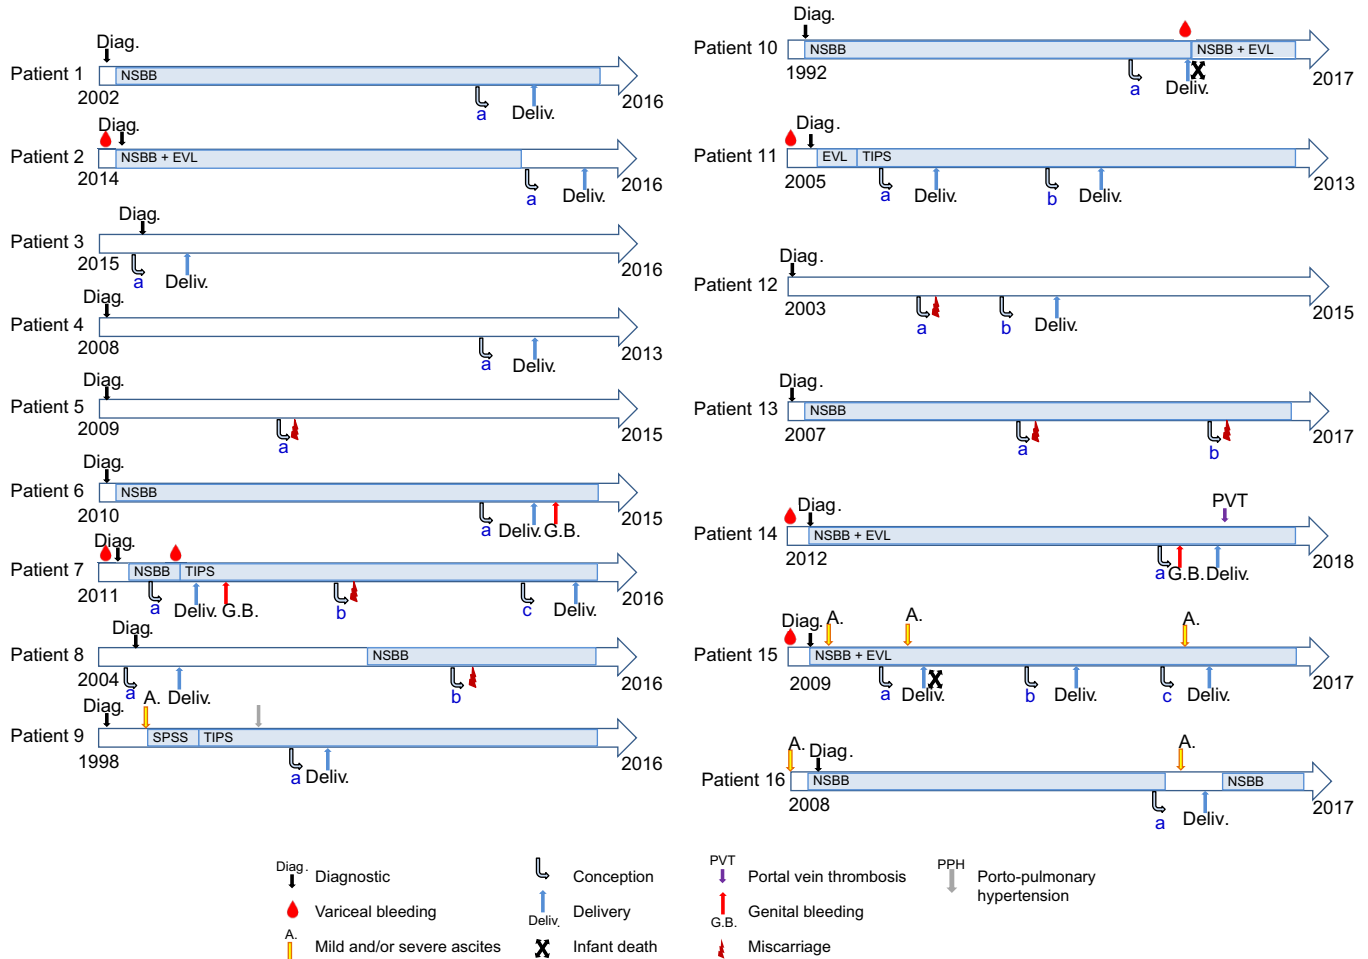 Diag.
Patient 1
NSBB
2002
2016
a
Deliv.
Diag.
Patient 2
NSBB + EVL
2014
2016
a
Deliv.
Diag.
Patient 3
2015
2016
a
Deliv.
Diag.
Patient 4
2008
2013
a
Deliv.
Diag.
Patient 5
2009
2015
a
Diag.
Patient 6
NSBB
2010
2015
a
Deliv.
G.B.
Diag.
Patient 7
NSBB
TIPS
2011
2016
a
Deliv.
G.B.
b
c
Deliv.
Diag.
Patient 8
NSBB
2004
2016
a
Deliv.
b
Diag.
A.
Patient 9
SPSS
TIPS
1998
2016
a
Deliv.
Diag.
Patient 10
NSBB
NSBB + EVL
1992
2017
a
Deliv.
Diag.
Patient 11
EVL
TIPS
2005
2013
a
Deliv.
b
Deliv.
Diag.
Patient 12
2003
2015
a
b
Deliv.
Diag.
Patient 13
NSBB
2007
2017
a
b
Diag.
PVT
Patient 14
NSBB + EVL
2012
2018
a
G.B.
Deliv.
Diag.
A.
A.
A.
Patient 15
NSBB + EVL
2009
2017
a
Deliv.
b
Deliv.
c
Deliv.
A.
Diag.
A.
Patient 16
NSBB
NSBB
2008
2017
a
Deliv.
Diag.
Diagnostic
Variceal bleeding
A.
Mild and/or severe ascites
Conception
Delivery
Deliv.
Infant death
PVT
Portal vein thrombosis
Genital bleeding
G.B.
Miscarriage
PPH
Porto-pulmonary
hypertension